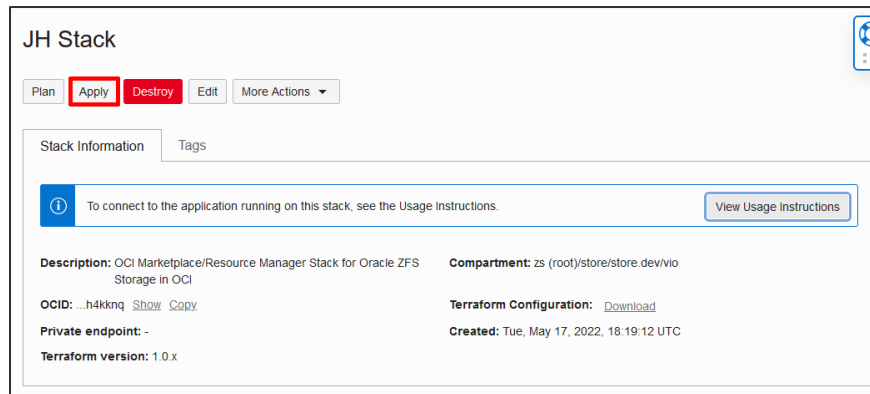 JH Stack
Plan Apply Destroy Edit More Actions
Stack Information Tags
To connect to the application running on this stack, see the Usage Instructions. View Usage Instructions
Description: OCI Marketplace/Resource Manager Stack for Oracle ZFS
Storage in OCI
OCID: ...h4kknq Show Copy
Private endpoint: -
Terraform version: 1.0.x
Compartment: zs (root)/store/store.dev/vio
Terraform Configuration: Download
Created: Tue, May 17, 2022, 18:19:12 UTC